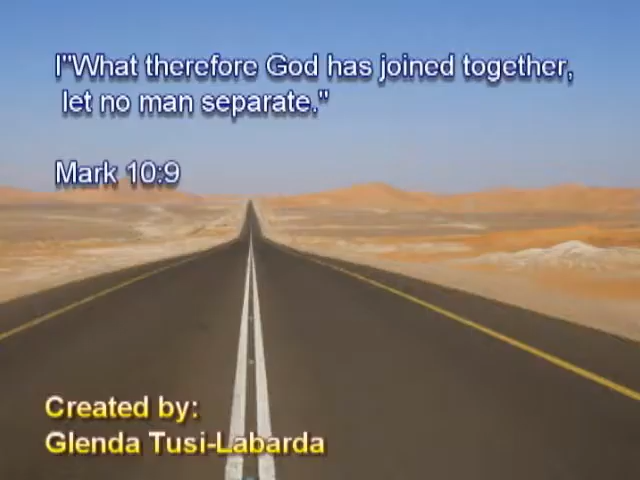 I"What therefore God has joined together,
let no man separate."
Mark 10:9
Created by:
Glenda Tusi-Labarda